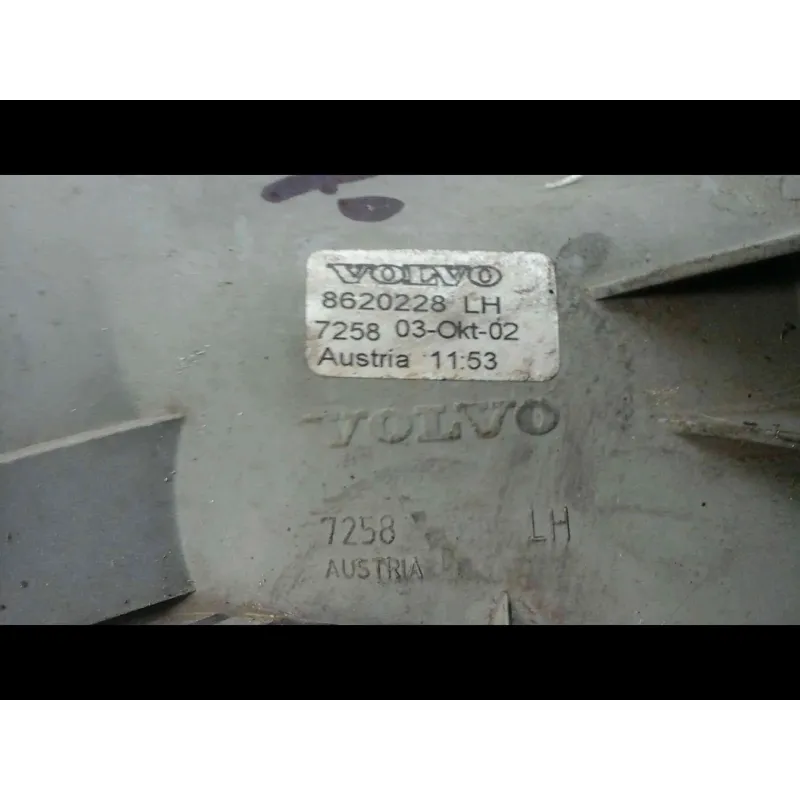 VOLVO
8620228 LH
7258 03-Okt-02
Austria 11:53
VOLVO
7258 LH
AUSTRIA